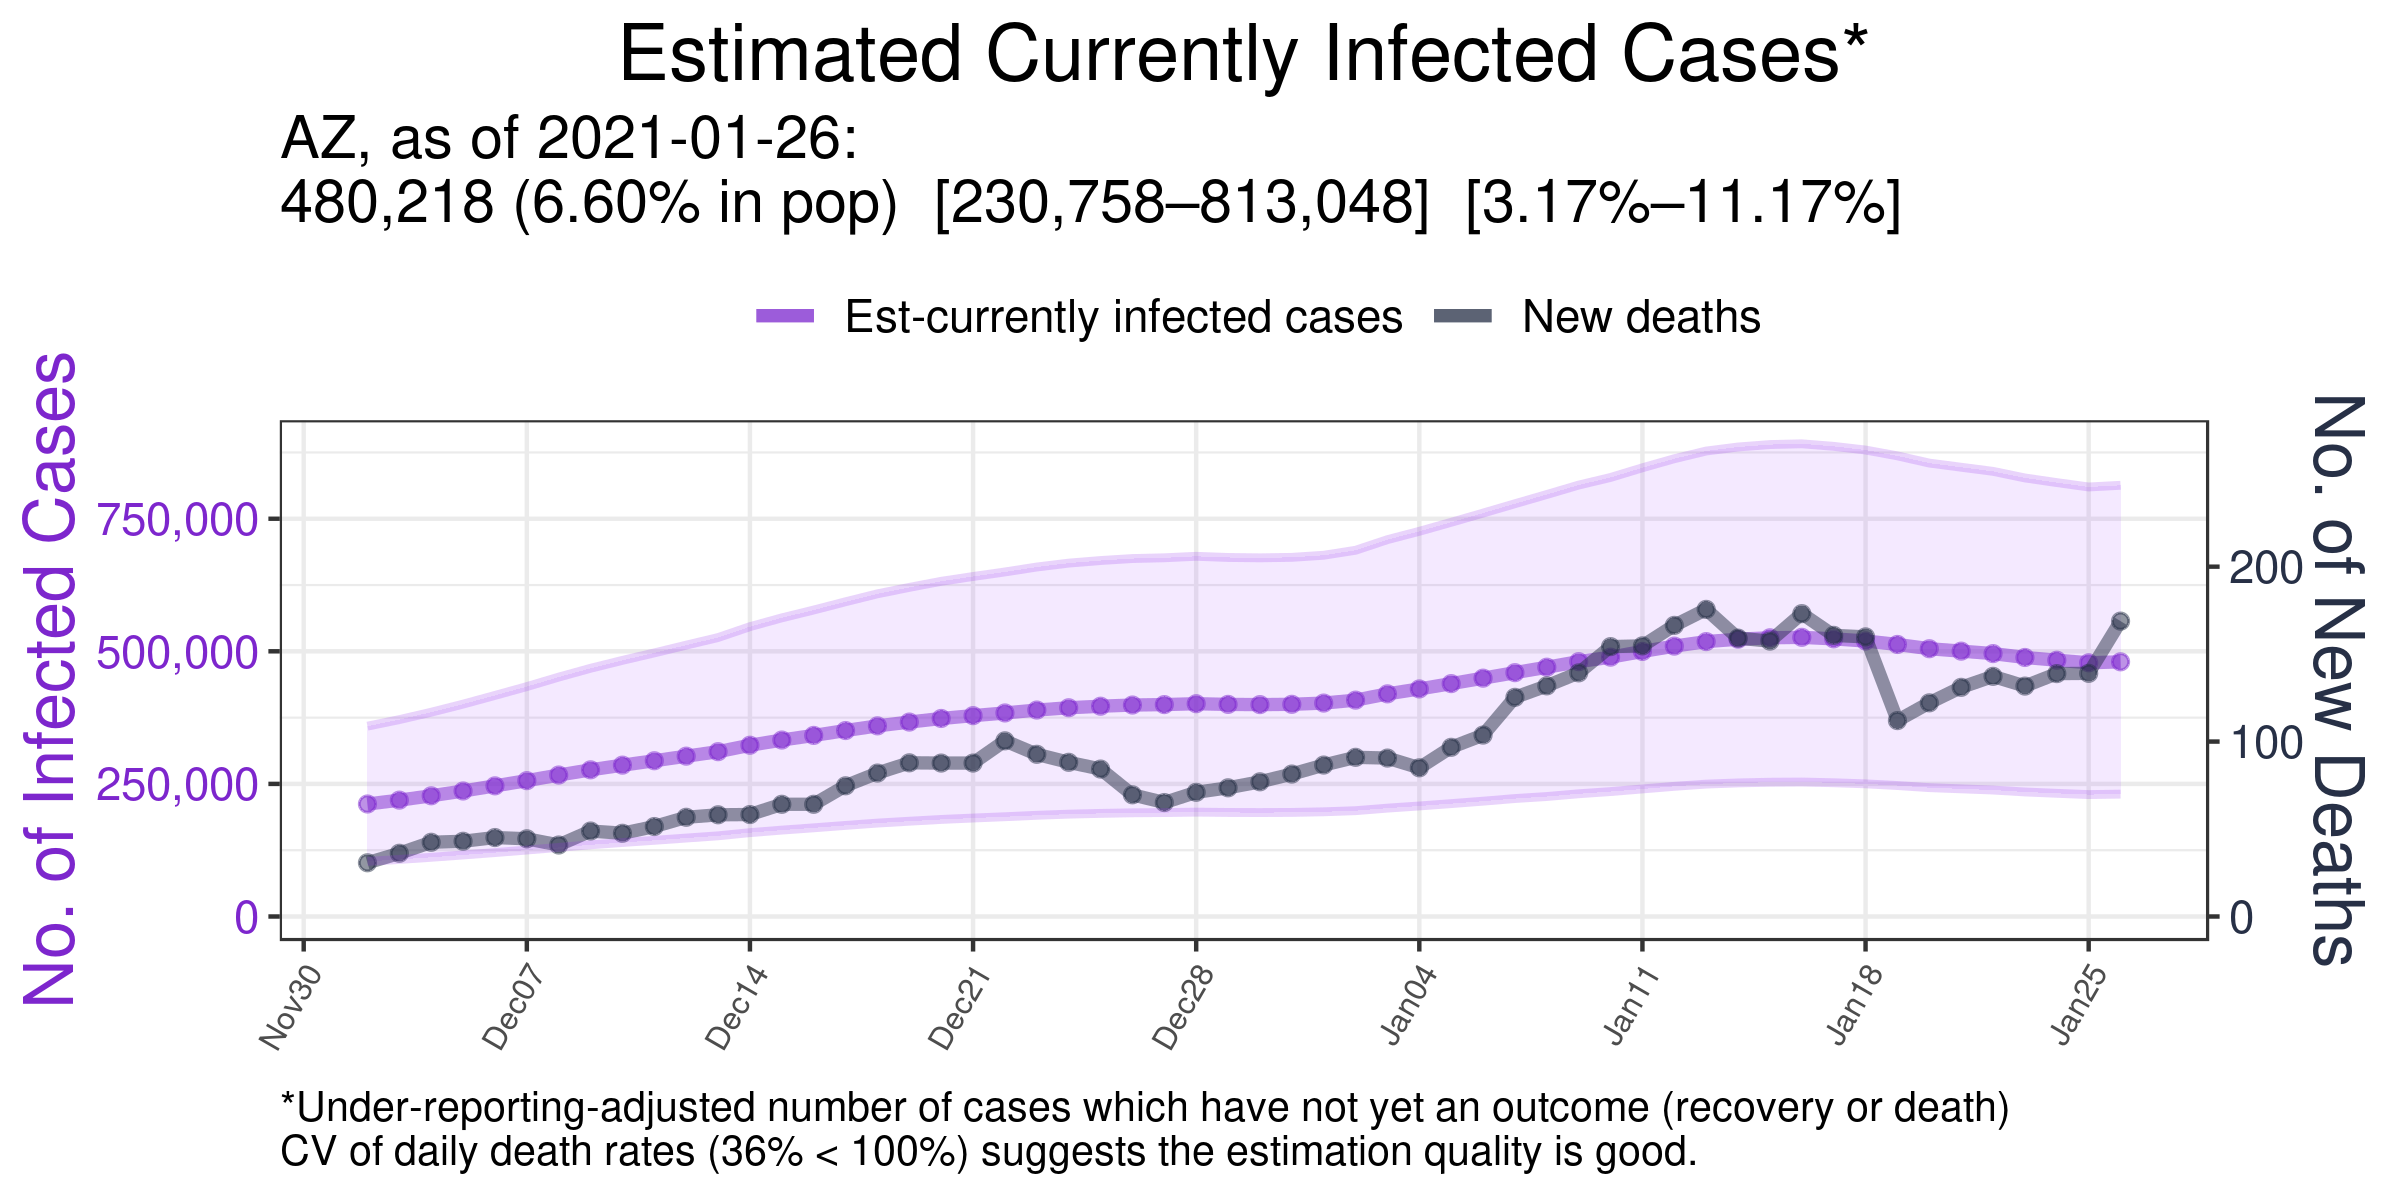 Estimated Currently Infected Cases*
AZ, as of 2021-01-26:
480,218 (6.60% in pop)  [230,758–813,048]  [3.17%–11.17%]
Est-currently infected cases
New deaths
No. of Infected Cases
750,000
500,000
250,000
0
200
100
0
No. of New Deaths
Nov30
Dec07
Dec14
Dec21
Dec28
Jan04
Jan11
Jan18
Jan25
*Under-reporting-adjusted number of cases which have not yet an outcome (recovery or death)
CV of daily death rates (36% < 100%) suggests the estimation quality is good.